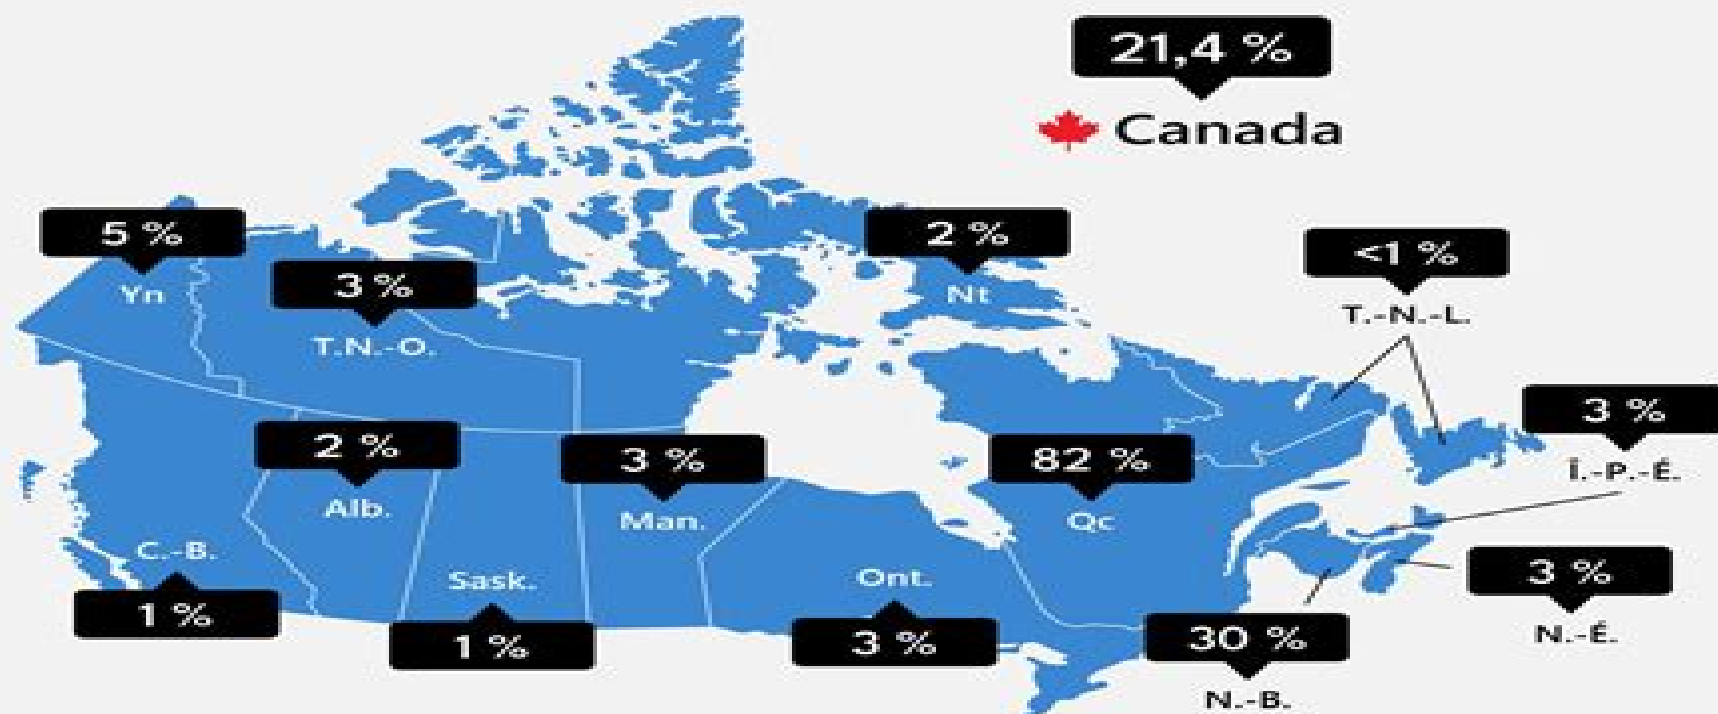 21,4 %
Canada
5 %
Yn
3 %
T.N.-O.
2 %
Nt
<1 %
T.-N.-L.
3 %
Î.-P.-É.
2 %
Alb.
3 %
Man.
82 %
Qc
C.-B.
1 %
Sask.
1 %
Ont.
3 %
30 %
N.-B.
3 %
N.-É.